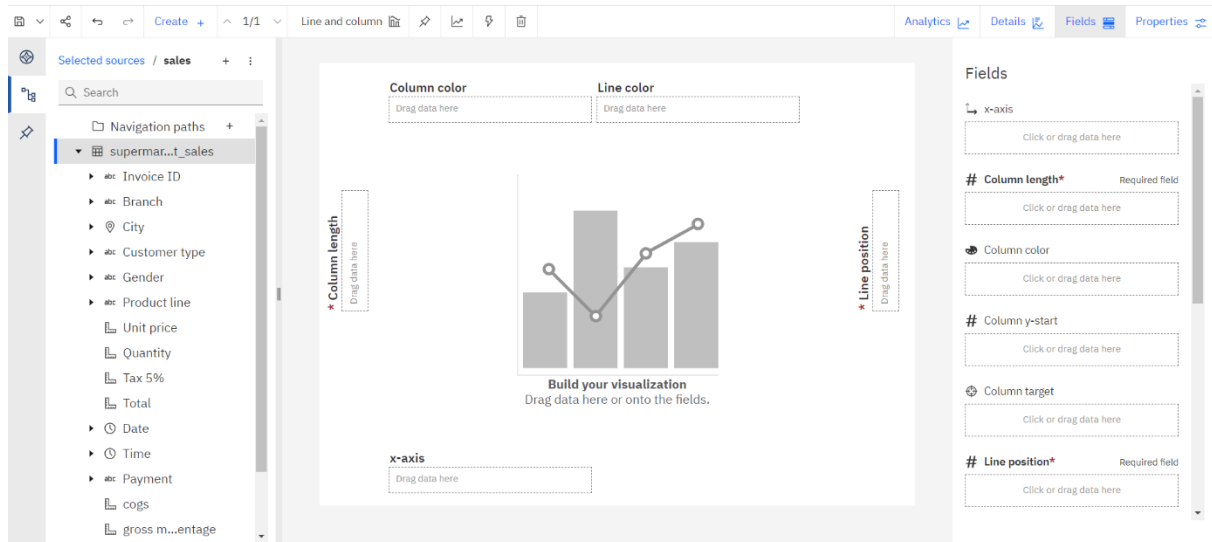 Create + 1/1 Line and column
Analytics Details Fields Properties
Selected sources / sales + 
Search
Navigation paths +
supermar...t_sales
abc Invoice ID
abc Branch
City
abc Customer type
abc Gender
abc Product line
Unit price
Quantity
Tax 5%
Total
Date
Time
abc Payment
cogs
gross m...entage
Column color
Drag data here
Line color
Drag data here
* Column length
Drag data here
* Line position
Drag data here
Build your visualization
Drag data here or onto the fields.
x-axis
Drag data here
Fields
x-axis
Click or drag data here
# Column length* Required field
Click or drag data here
Column color
Click or drag data here
# Column y-start
Click or drag data here
Column target
Click or drag data here
# Line position* Required field
Click or drag data here